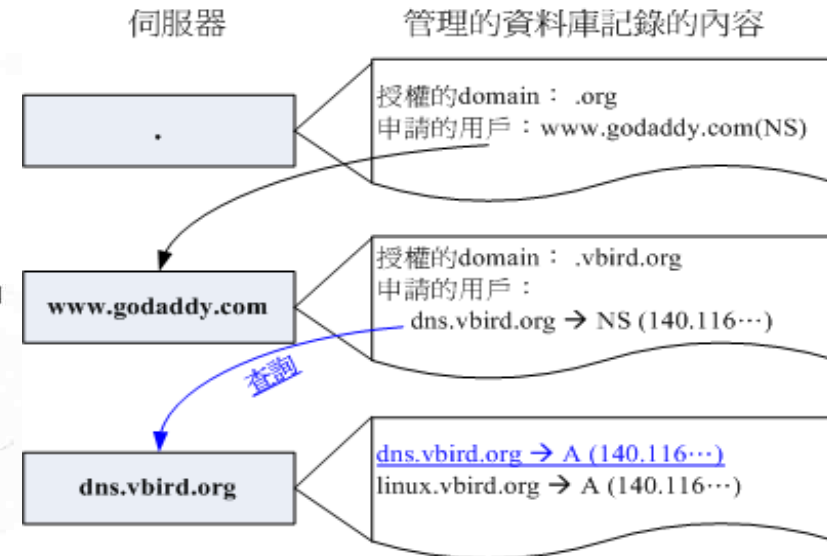 伺服器
管理的資料庫記錄的內容
.
授權的domain： .org
申請的用戶：www.godaddy.com(NS)
www.godaddy.com
授權的domain： .vbird.org
申請的用戶：
dns.vbird.org → NS (140.116…)
查詢
dns.vbird.org
dns.vbird.org → A (140.116…)
linux.vbird.org → A (140.116…)